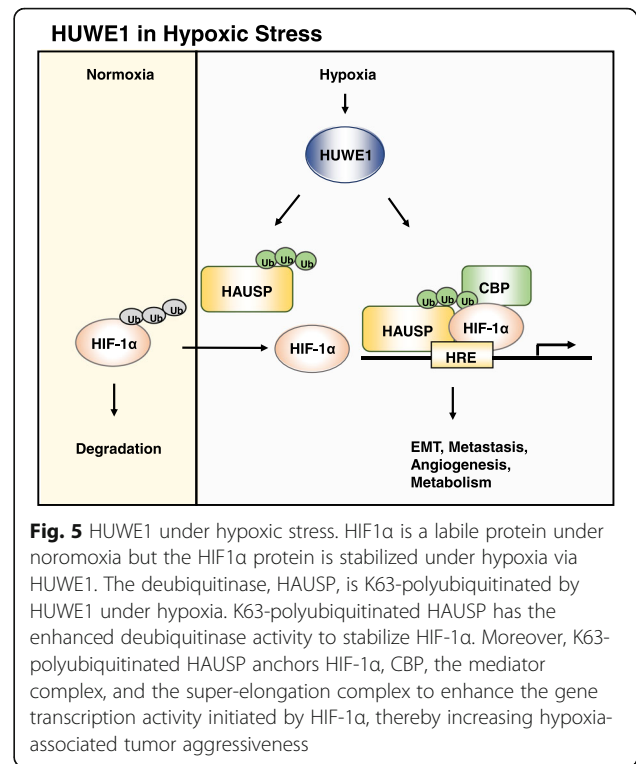 HUWE1 in Hypoxic Stress
Normoxia
Hypoxia
HUWE1
Ub Ub Ub
HAUSP
Ub Ub Ub
CBP
Ub Ub Ub
HIF-1α
HIF-1α
HAUSP
HIF-1α
HRE
Degradation
EMT, Metastasis,
Angiogenesis,
Metabolism
Fig. 5 HUWE1 under hypoxic stress. HIF1α is a labile protein under
noromoxia but the HIF1α protein is stabilized under hypoxia via
HUWE1. The deubiquitinase, HAUSP, is K63-polyubiquitinated by
HUWE1 under hypoxia. K63-polyubiquitinated HAUSP has the
enhanced deubiquitinase activity to stabilize HIF-1α. Moreover, K63-
polyubiquitinated HAUSP anchors HIF-1α, CBP, the mediator
complex, and the super-elongation complex to enhance the gene
transcription activity initiated by HIF-1α, thereby increasing hypoxia-
associated tumor aggressiveness